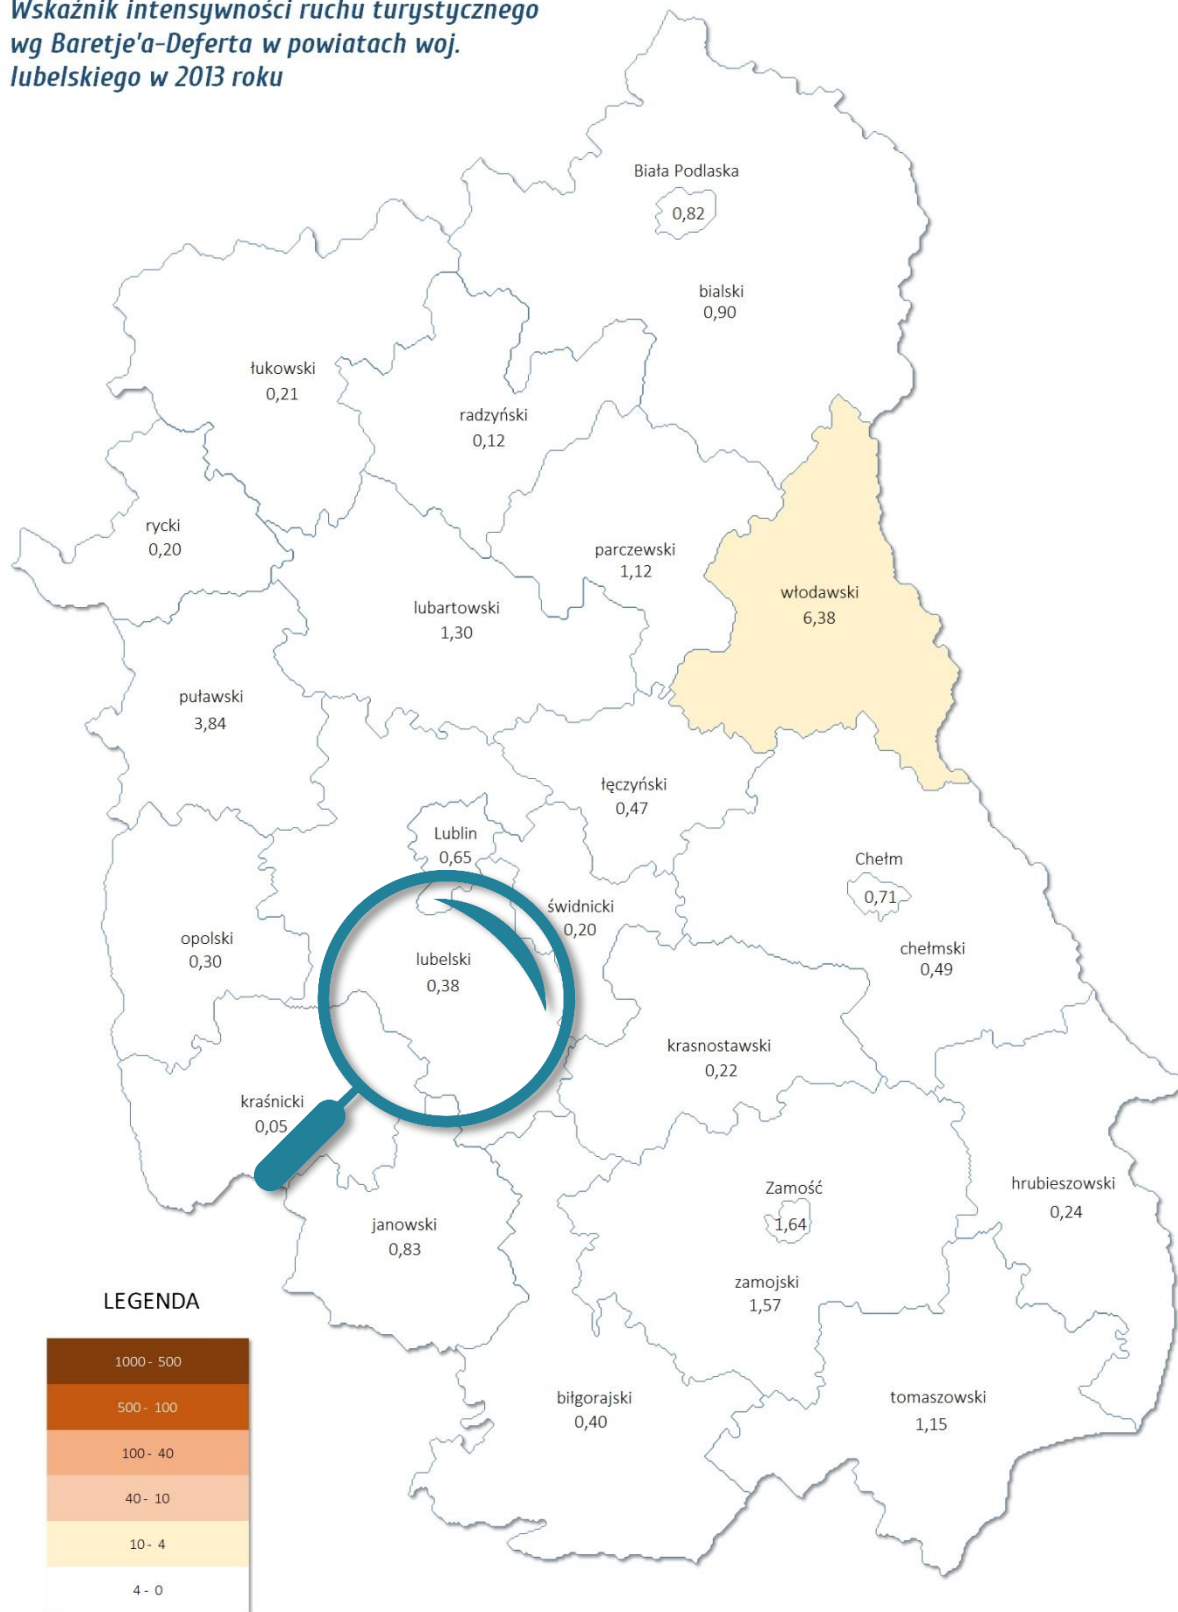 Wskaźnik intensywności ruchu turystycznego
wg Baretje'a-Deferta w powiatach woj.
lubelskiego w 2013 roku
Biała Podlaska
0,82
bialski
0,90
łukowski
0,21
radzyński
0,12
rycki
0,20
parczewski
1,12
włodawski
6,38
lubartowski
1,30
puławski
3,84
łęczyński
0,47
Lublin
0,65
Chełm
0,71
świdnicki
0,20
opolski
0,30
lubelski
0,38
chełmski
0,49
krasnostawski
0,22
kraśnicki
0,05
Zamość
1,64
hrubieszowski
0,24
janowski
0,83
zamojski
1,57
biłgorajski
0,40
tomaszowski
1,15
LEGENDA
1000 - 500
500 - 100
100 - 40
40 - 10
10 - 4
4 - 0